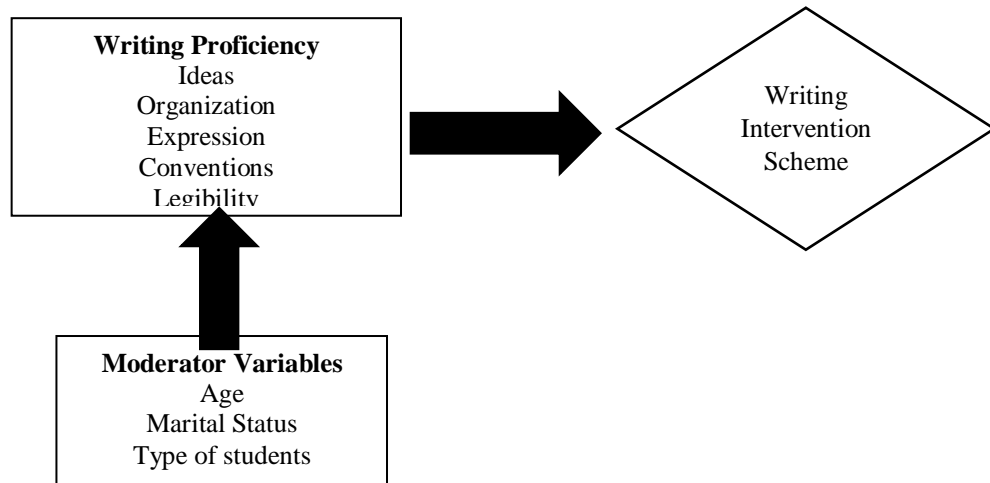 Writing Proficiency
Ideas
Organization
Expression
Conventions
Legibility
Writing
Intervention
Scheme
Moderator Variables
Age
Marital Status
Type of students